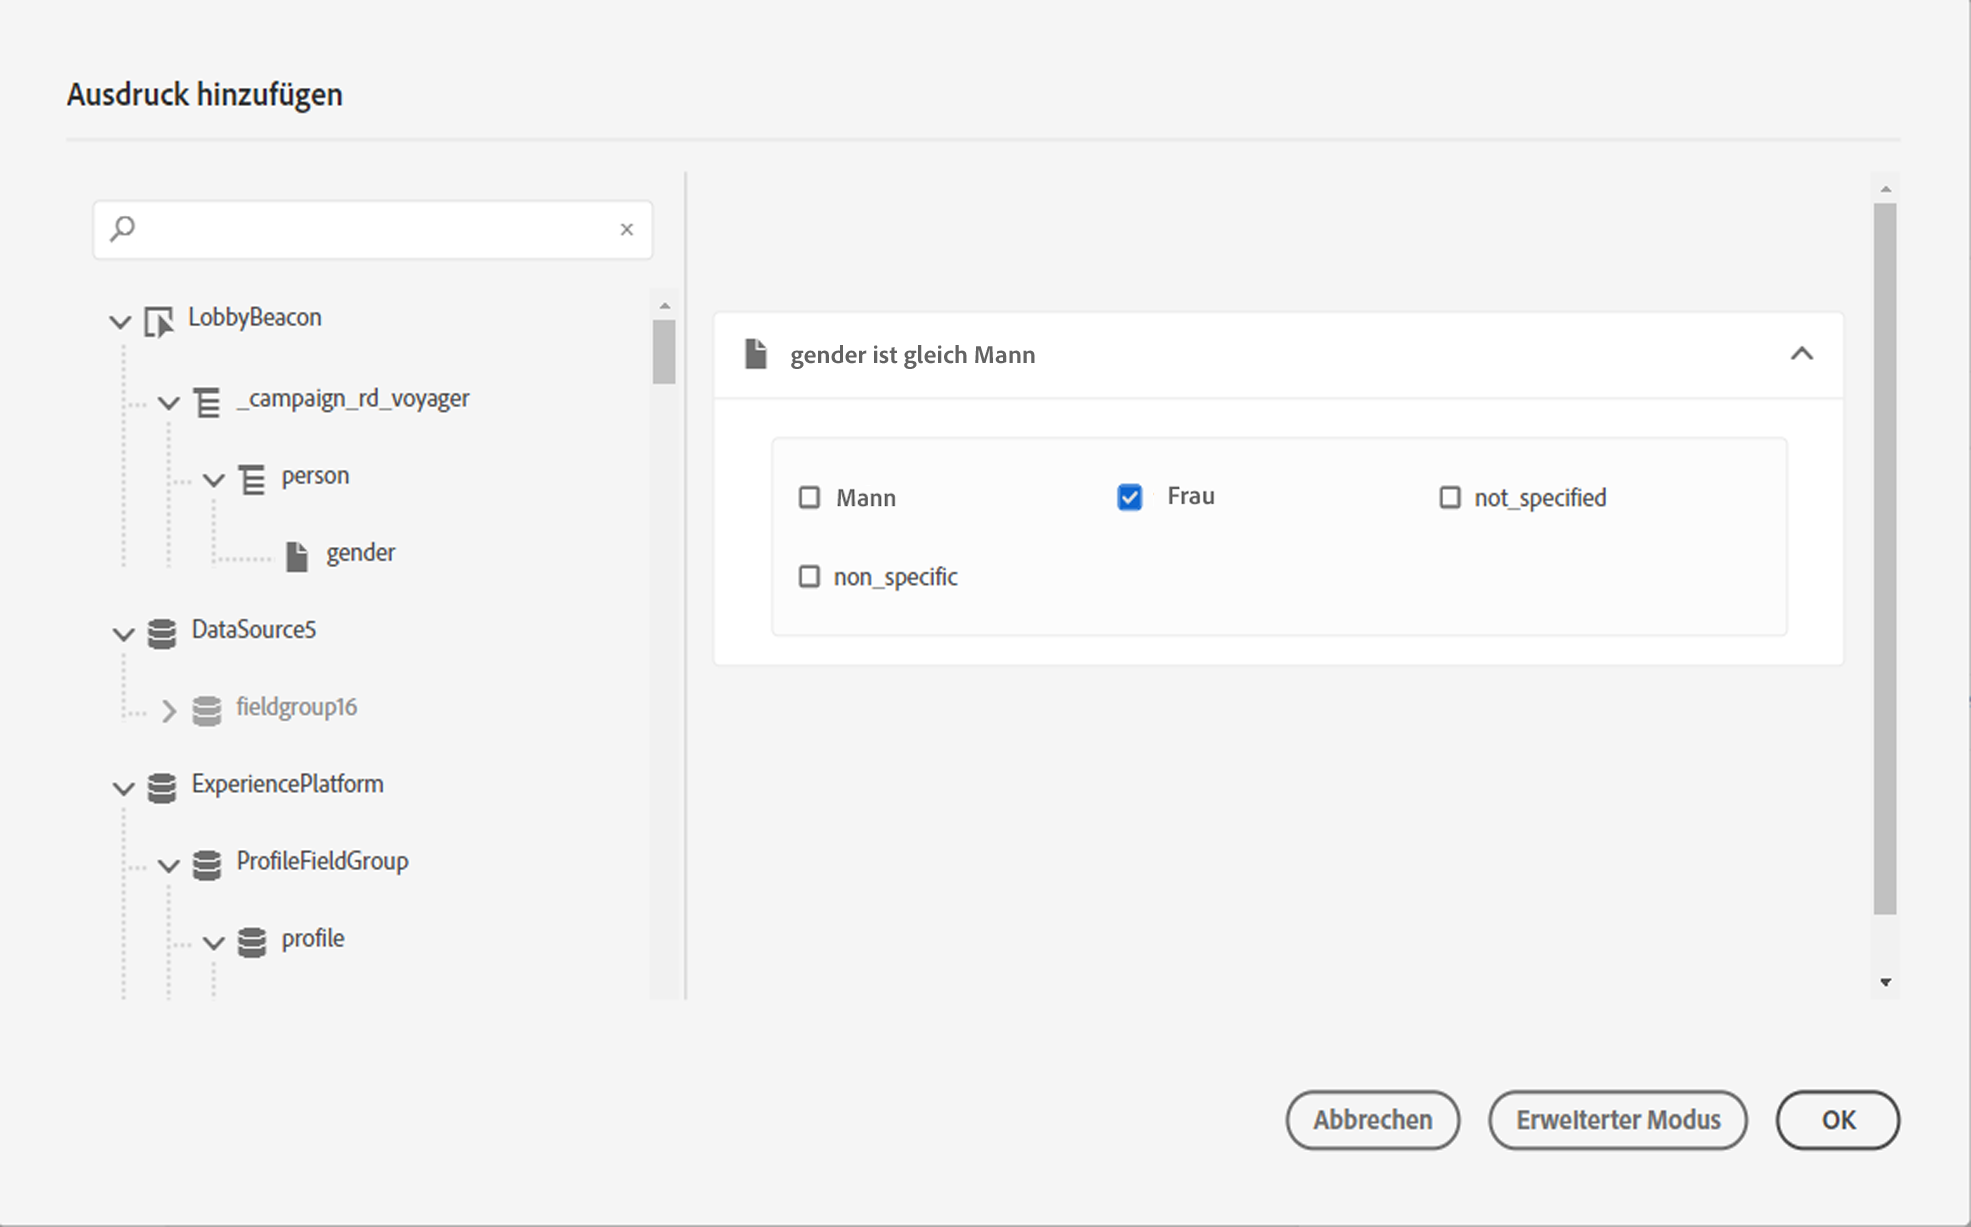 Ausdruck hinzufügen
LobbyBeacon
_campaign_rd_voyager
person
gender
DataSource5
fieldgroup16
ExperiencePlatform
ProfileFieldGroup
profile
gender ist gleich Mann
Mann Frau not_specified
non_specific
Abbrechen Erweiterter Modus OK